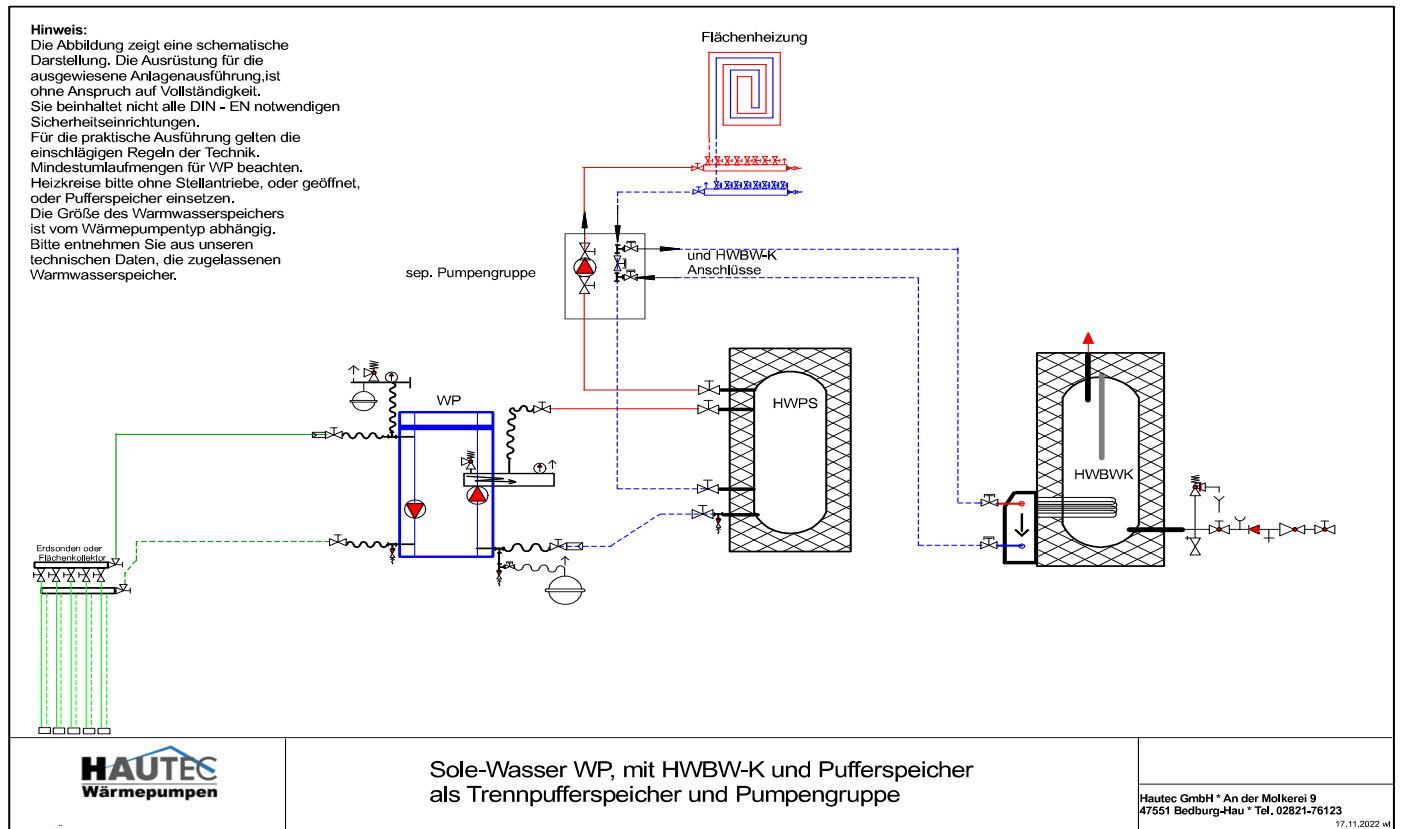 Hinweis:
Die Abbildung zeigt eine schematische
Darstellung. Die Ausrüstung für die
ausgewiesene Anlagenausführung,ist
ohne Anspruch auf Vollständigkeit.
Sie beinhaltet nicht alle DIN - EN notwendigen
Sicherheitseinrichtungen.
Für die praktische Ausführung gelten die
einschlägigen Regeln der Technik.
Mindestumlaufmengen für WP beachten.
Heizkreise bitte ohne Stellantriebe, oder geöffnet,
oder Pufferspeicher einsetzen.
Die Größe des Warmwasserspeichers
ist vom Wärmepumpentyp abhängig.
Bitte entnehmen Sie aus unseren
technischen Daten, die zugelassenen
Warmwasserspeicher.
Flächenheizung
sep. Pumpengruppe
und HWBW-K
Anschlüsse
WP
HWPS
HWBWK
Erdsonden oder
Flächenkollektor
HAUTEC
Wärmepumpen
Sole-Wasser WP, mit HWBW-K und Pufferspeicher
als Trennpufferspeicher und Pumpengruppe
Hautec GmbH * An der Molkerei 9
47551 Bedburg-Hau * Tel. 02821-76123
17.11.2022 wl